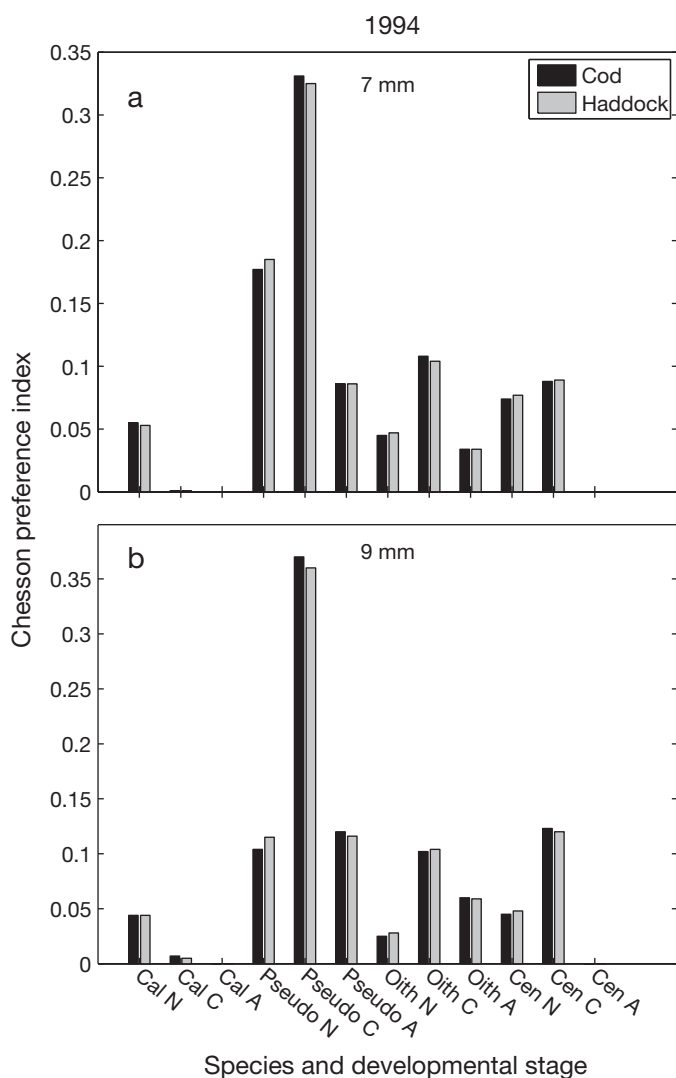 1994
0.35
0.3
0.25
0.2
0.15
0.1
0.05
0
a
7 mm
Cod
Haddock
Chesson preference index
b
9 mm
0.35
0.3
0.25
0.2
0.15
0.1
0.05
0
Cal N
Cal C
Cal A
Pseudo N
Pseudo C
Pseudo A
Oith N
Oith C
Oith A
Cen N
Cen C
Cen A
Species and developmental stage